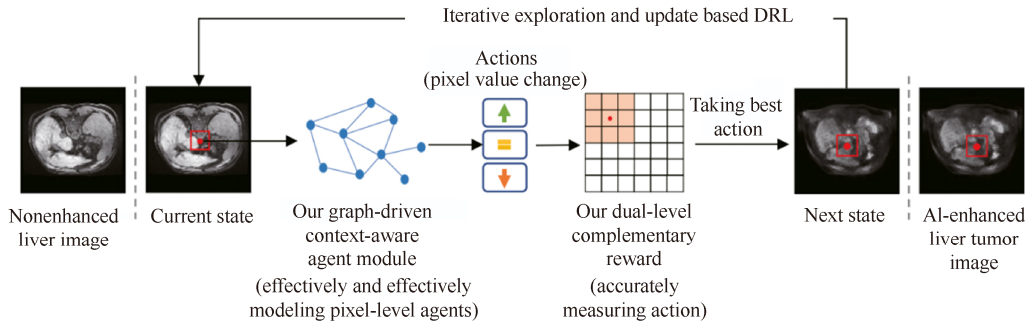 Iterative exploration and update based DRL
Actions
(pixel value change)
Taking best
action
Nonenhanced
liver image
Current state
Our graph-driven
context-aware
agent module
(effectively and effectively
modeling pixel-level agents)
Our dual-level
complementary
reward
(accurately
measuring action)
Next state
AI-enhanced
liver tumor
image